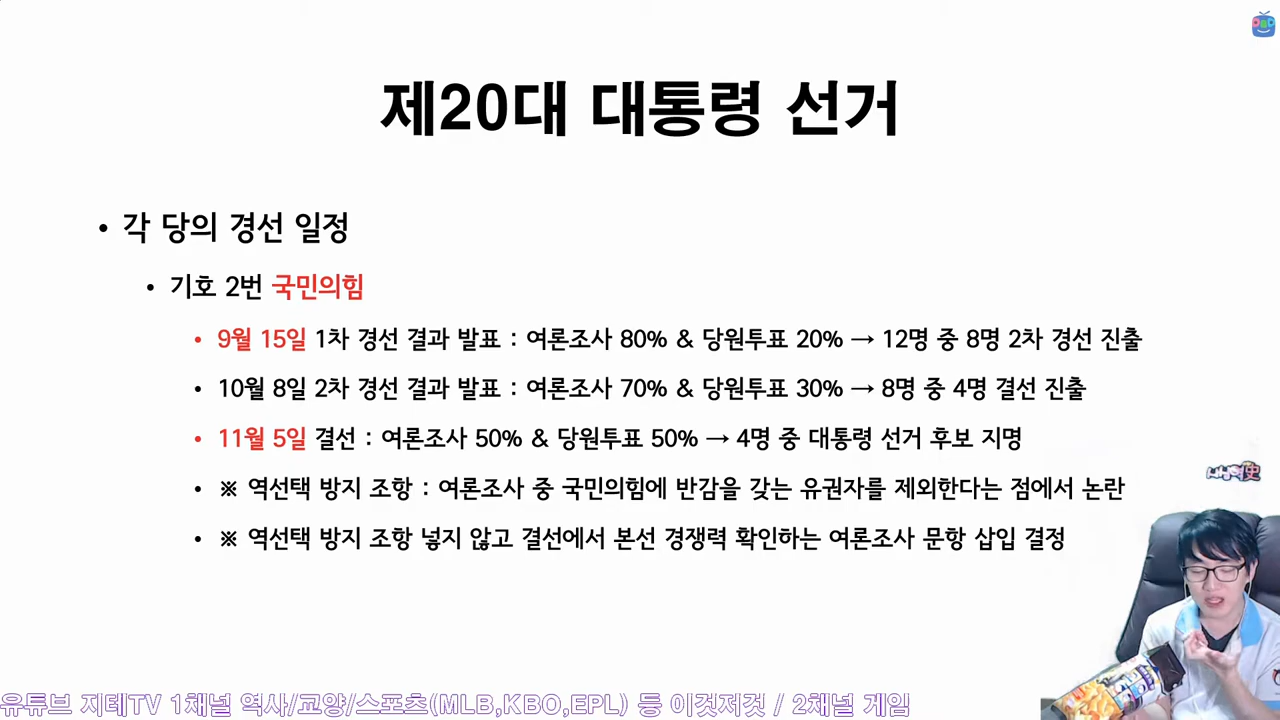 제20대 대통령 선거
• 각 당의 경선 일정
• 기호 2번 국민의힘
• 9월 15일 1차 경선 결과 발표 : 여론조사 80% & 당원투표 20% → 12명 중 8명 2차 경선 진출
• 10월 8일 2차 경선 결과 발표 : 여론조사 70% & 당원투표 30% → 8명 중 4명 결선 진출
• 11월 5일 결선 : 여론조사 50% & 당원투표 50% → 4명 중 대통령 선거 후보 지명
• ※ 역선택 방지 조항 : 여론조사 중 국민의힘에 반감을 갖는 유권자를 제외한다는 점에서 논란
• ※ 역선택 방지 조항 넣지 않고 결선에서 본선 경쟁력 확인하는 여론조사 문항 삽입 결정
유튜브 지테TV 1채널 역사/교양/스포츠(MLB,KBO,EPL) 등 이것저것 / 2채널 게임